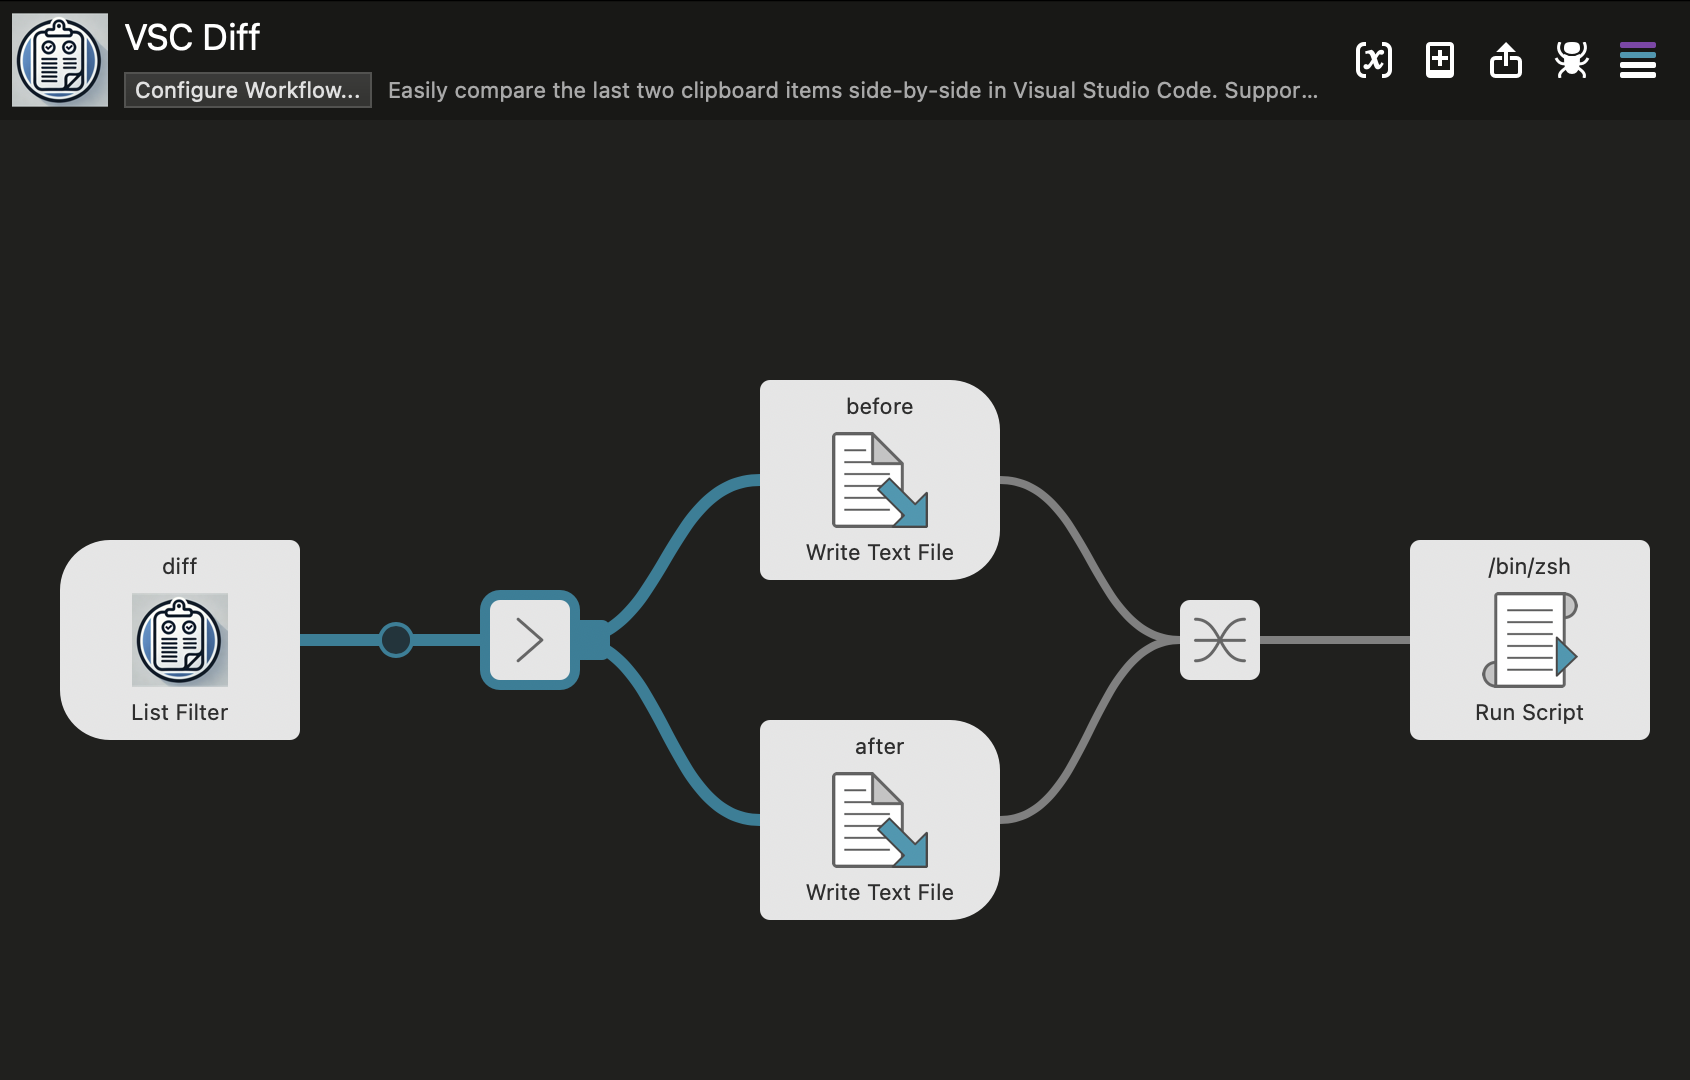 VSC Diff
Configure Workflow...
Easily compare the last two clipboard items side-by-side in Visual Studio Code. Suppor...
before
Write Text File
diff
List Filter
/bin/zsh
Run Script
after
Write Text File